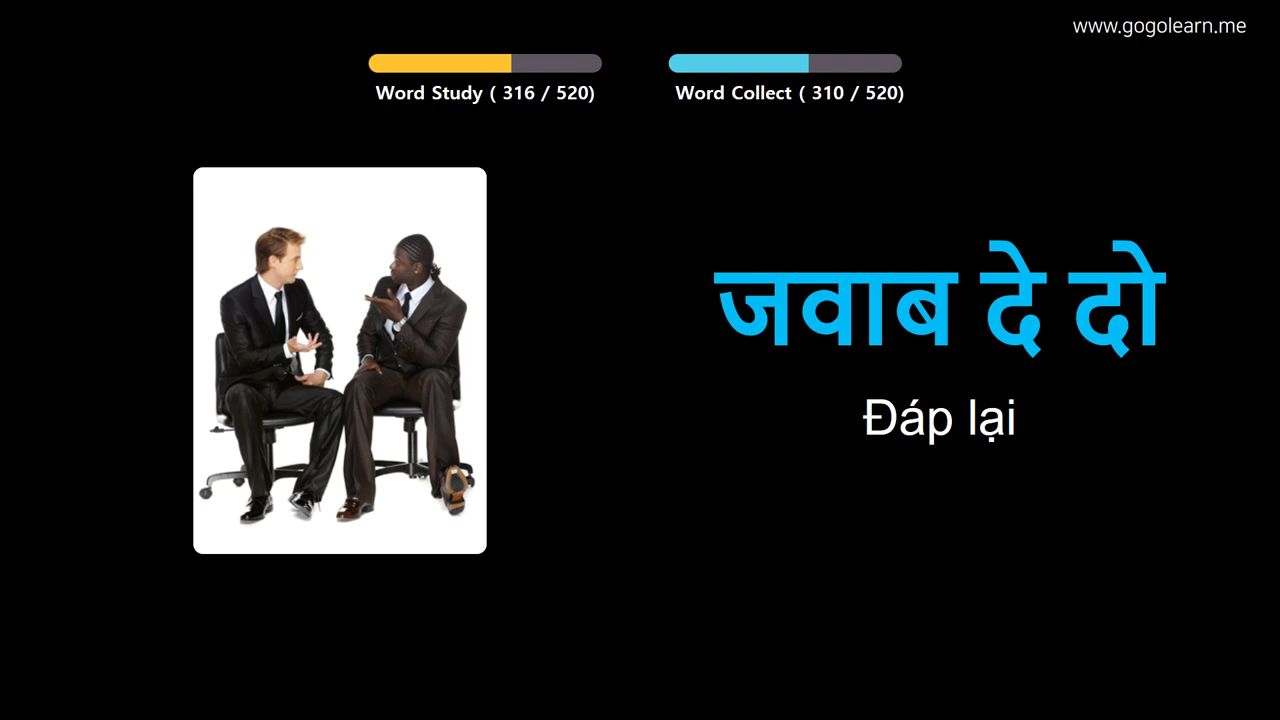 www.gogolearn.me
Word Study ( 316 / 520)
Word Collect ( 310 / 520)
जवाब दे दो
Đáp lại